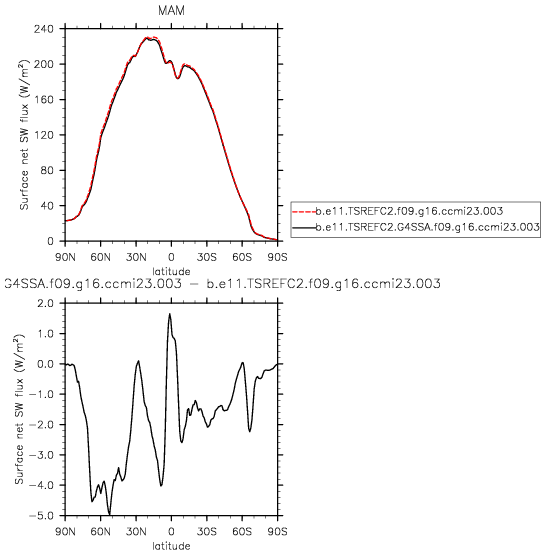 MAM
240
200
160
120
80
40
0
Surface net SW flux (W/m²)
90N 60N 30N 0 30S 60S 90S
latitude
b.e11.TSREFC2.f09.g16.ccmi23.003
b.e11.TSREFC2.G4SSA.f09.g16.ccmi23.003
G4SSA.f09.g16.ccmi23.003 - b.e11.TSREFC2.f09.g16.ccmi23.003
2.0
1.0
0.0
-1.0
-2.0
-3.0
-4.0
-5.0
Surface net SW flux (W/m²)
90N 60N 30N 0 30S 60S 90S
latitude